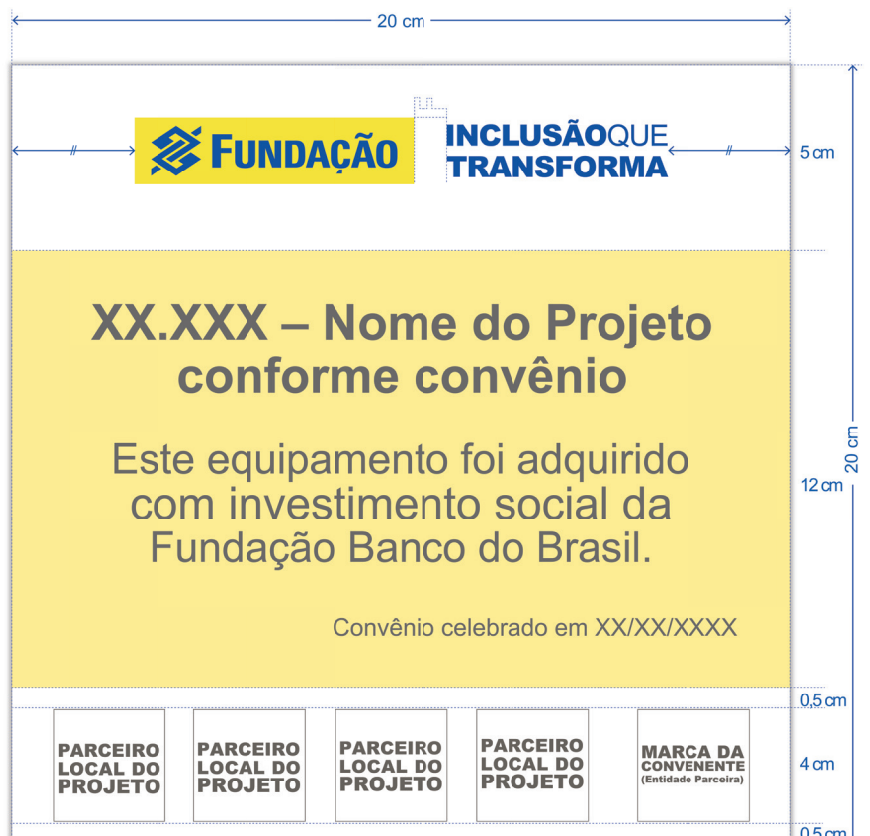 20 cm
FUNDAÇÃO
INCLUSÃOQUE
TRANSFORMA
5 cm
XX.XXX – Nome do Projeto
conforme convênio
Este equipamento foi adquirido
com investimento social da
Fundação Banco do Brasil.
Convênio celebrado em XX/XX/XXXX
12 cm
20 cm
0,5 cm
PARCEIRO
LOCAL DO
PROJETO
PARCEIRO
LOCAL DO
PROJETO
PARCEIRO
LOCAL DO
PROJETO
PARCEIRO
LOCAL DO
PROJETO
MARCA DA
CONVENENTE
(Entidade Parceira)
4 cm
0,5 cm